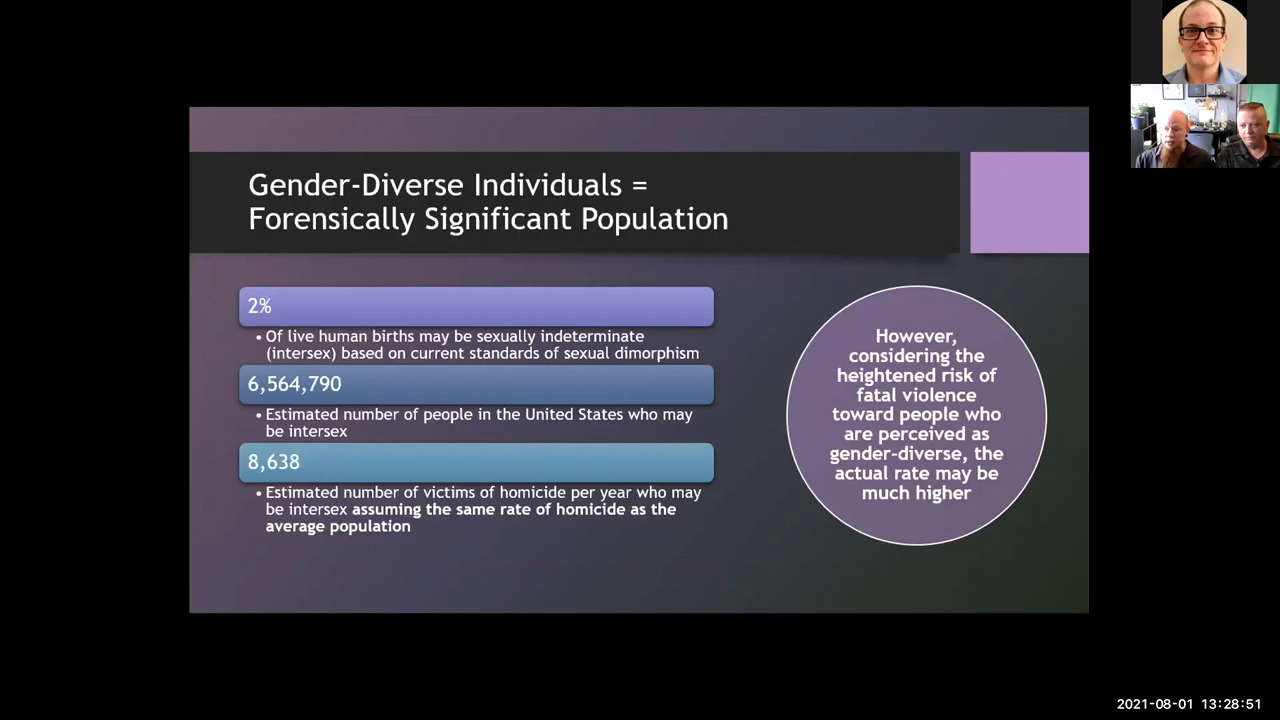 Gender-Diverse Individuals =
Forensically Significant Population
2%
• Of live human births may be sexually indeterminate
(intersex) based on current standards of sexual dimorphism
6,564,790
• Estimated number of people in the United States who may
be intersex
8,638
• Estimated number of victims of homicide per year who may
be intersex assuming the same rate of homicide as the
average population
However,
considering the
heightened risk of
fatal violence
toward people who
are perceived as
gender-diverse, the
actual rate may be
much higher
2021-08-01 13:28:51